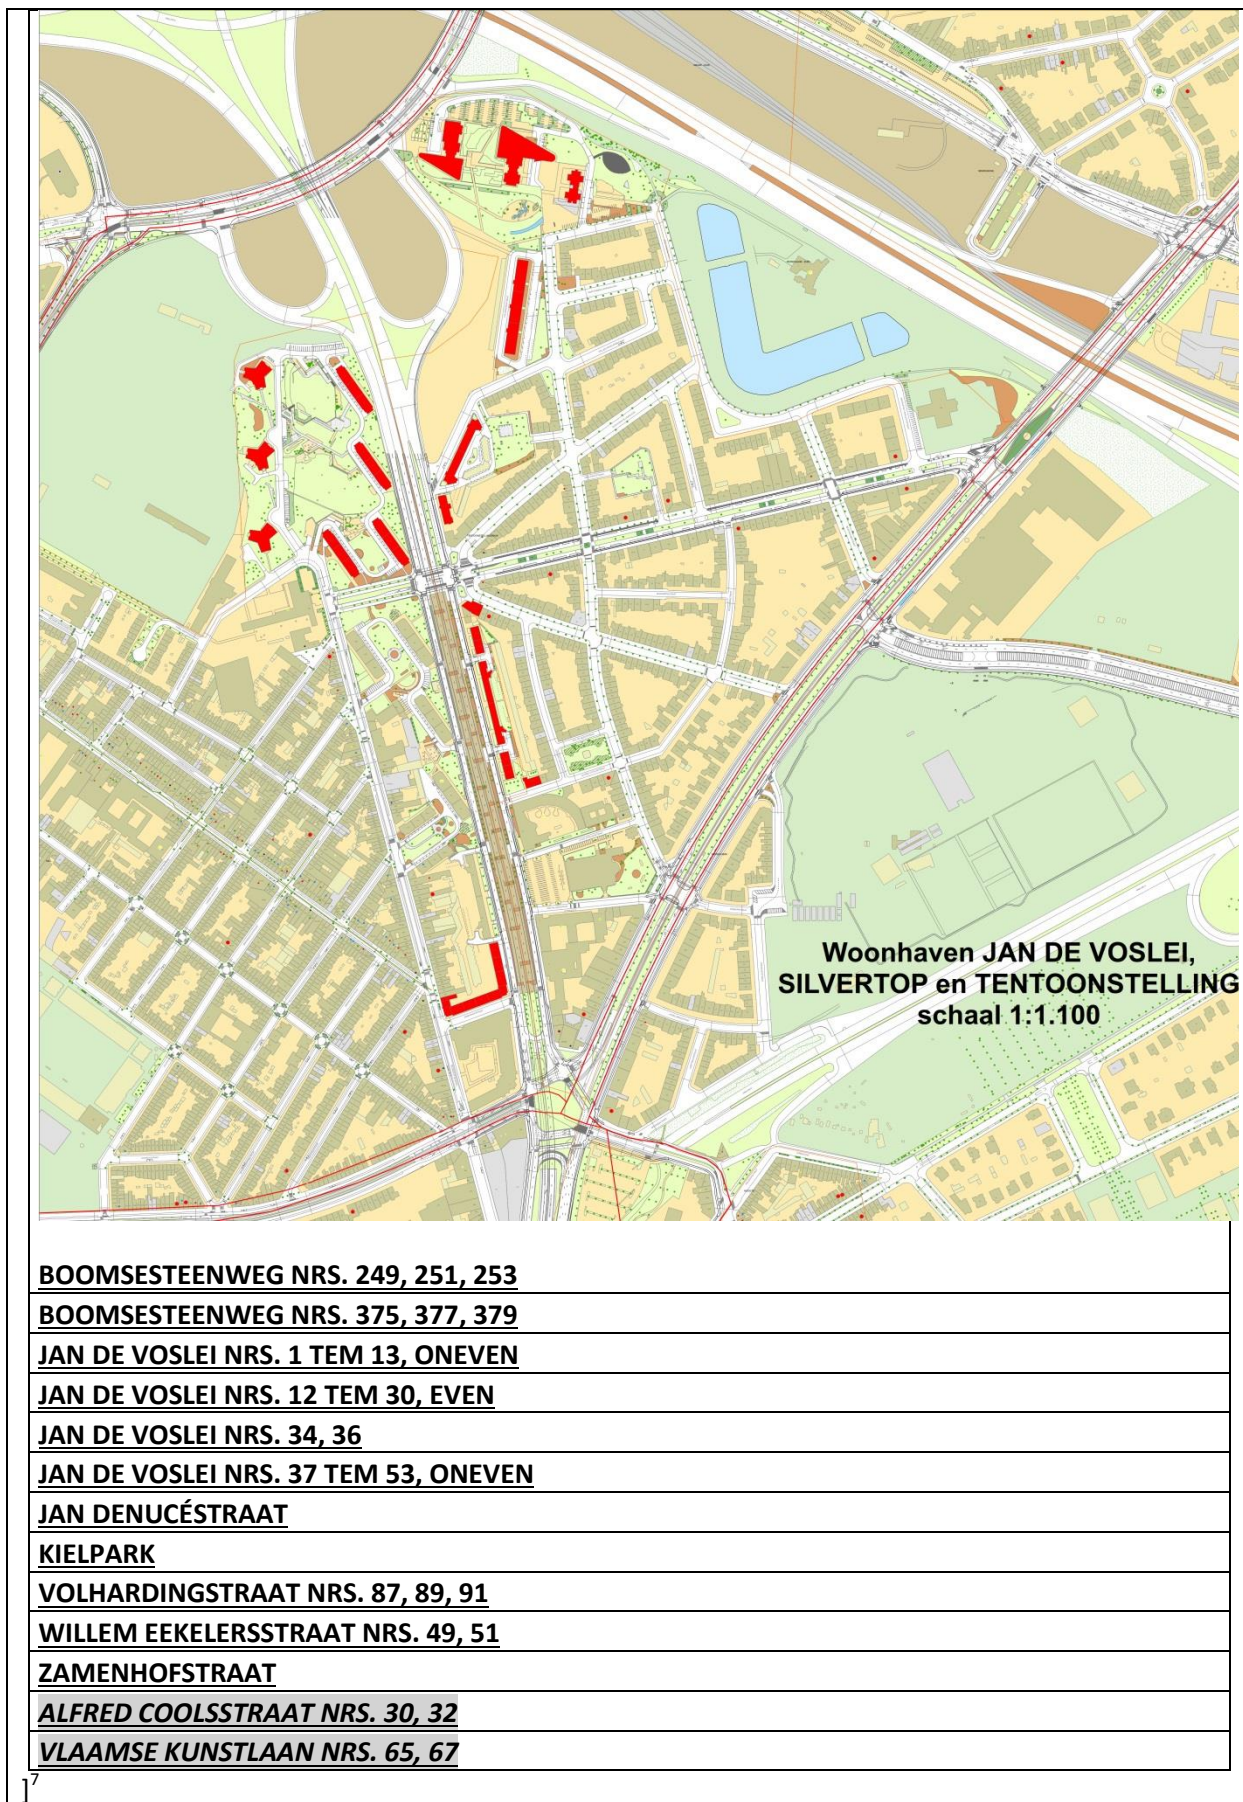 Woonhaven JAN DE VOSLEI,
SILVERTOP en TENTOONSTELLING
schaal 1:1.100
BOOMSESTEENWEG NRS. 249, 251, 253
BOOMSESTEENWEG NRS. 375, 377, 379
JAN DE VOSLEI NRS. 1 TEM 13, ONEVEN
JAN DE VOSLEI NRS. 12 TEM 30, EVEN
JAN DE VOSLEI NRS. 34, 36
JAN DE VOSLEI NRS. 37 TEM 53, ONEVEN
JAN DENUCÉSTRAAT
KIELPARK
VOLHARDINGSTRAAT NRS. 87, 89, 91
WILLEM EEKELERSSTRAAT NRS. 49, 51
ZAMENHOFSTRAAT
ALFRED COOLSSTRAAT NRS. 30, 32
VLAAMSE KUNSTLAAN NRS. 65, 67
]7